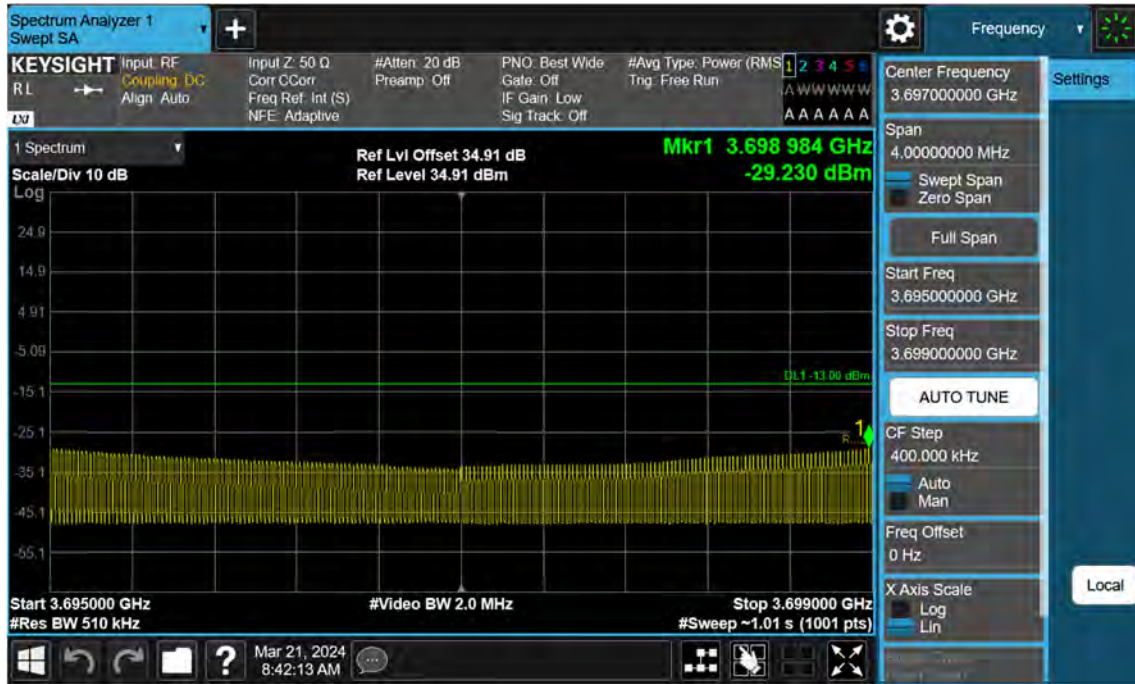 Spectrum Analyzer 1
Swept SA
+
Frequency
KEYSIGHT
RL
LXI
Input: RF
Coupling: DC
Align: Auto
Input Z: 50 Ω
Corr CCorr
Freq Ref: Int (S)
NFE: Adaptive
#Atten: 20 dB
Preamp: Off
PNO: Best Wide
Gate: Off
IF Gain: Low
Sig Track: Off
#Avg Type: Power (RMS
Trig: Free Run
1 2 3 4 5 6
A W W W W W
A A A A A A
1 Spectrum
Scale/Div 10 dB
Ref Lvl Offset 34.91 dB
Ref Level 34.91 dBm
Mkr1 3.698 984 GHz
-29.230 dBm
Log
24.9
14.9
4.91
-5.09
-15.1
-25.1
-35.1
-45.1
-55.1
DL1 -13.00 dBm
1
Start 3.695000 GHz
#Res BW 510 kHz
#Video BW 2.0 MHz
Stop 3.699000 GHz
#Sweep ~1.01 s (1001 pts)
Center Frequency
3.697000000 GHz
Span
4.00000000 MHz
Swept Span
Zero Span
Full Span
Start Freq
3.695000000 GHz
Stop Freq
3.699000000 GHz
AUTO TUNE
CF Step
400.000 kHz
Auto
Man
Freq Offset
0 Hz
X Axis Scale
Log
Lin
Settings
Local
?
Mar 21, 2024
8:42:13 AM